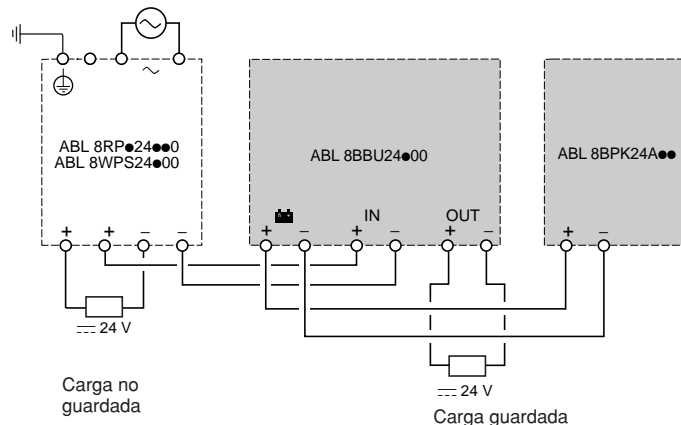 ~
ABL 8RP●24●●0
ABL 8WPS24●00
ABL 8BBU24●00
ABL 8BPK24A●●
IN OUT
+ + – – + – + – + – + –
24 V
24 V
Carga no
guardada
Carga guardada